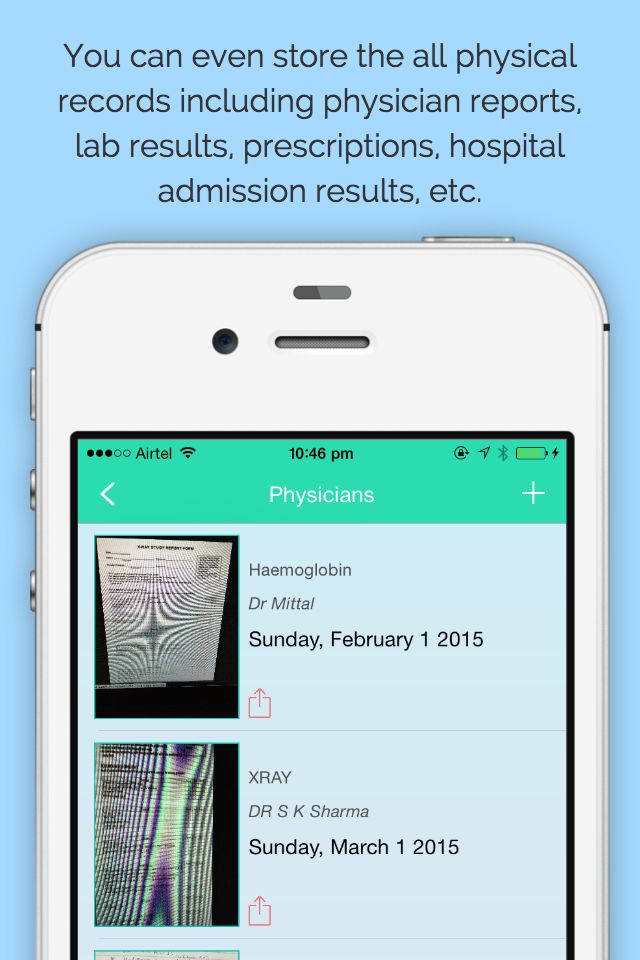 You can even store the all physical
records including physician reports,
lab results, prescriptions, hospital
admission results, etc.
Airtel
10:46 pm
Physicians
X-RAY STUDY REPORT FORM
Haemoglobin
Dr Mittal
Sunday, February 1 2015
XRAY
DR S K Sharma
Sunday, March 1 2015